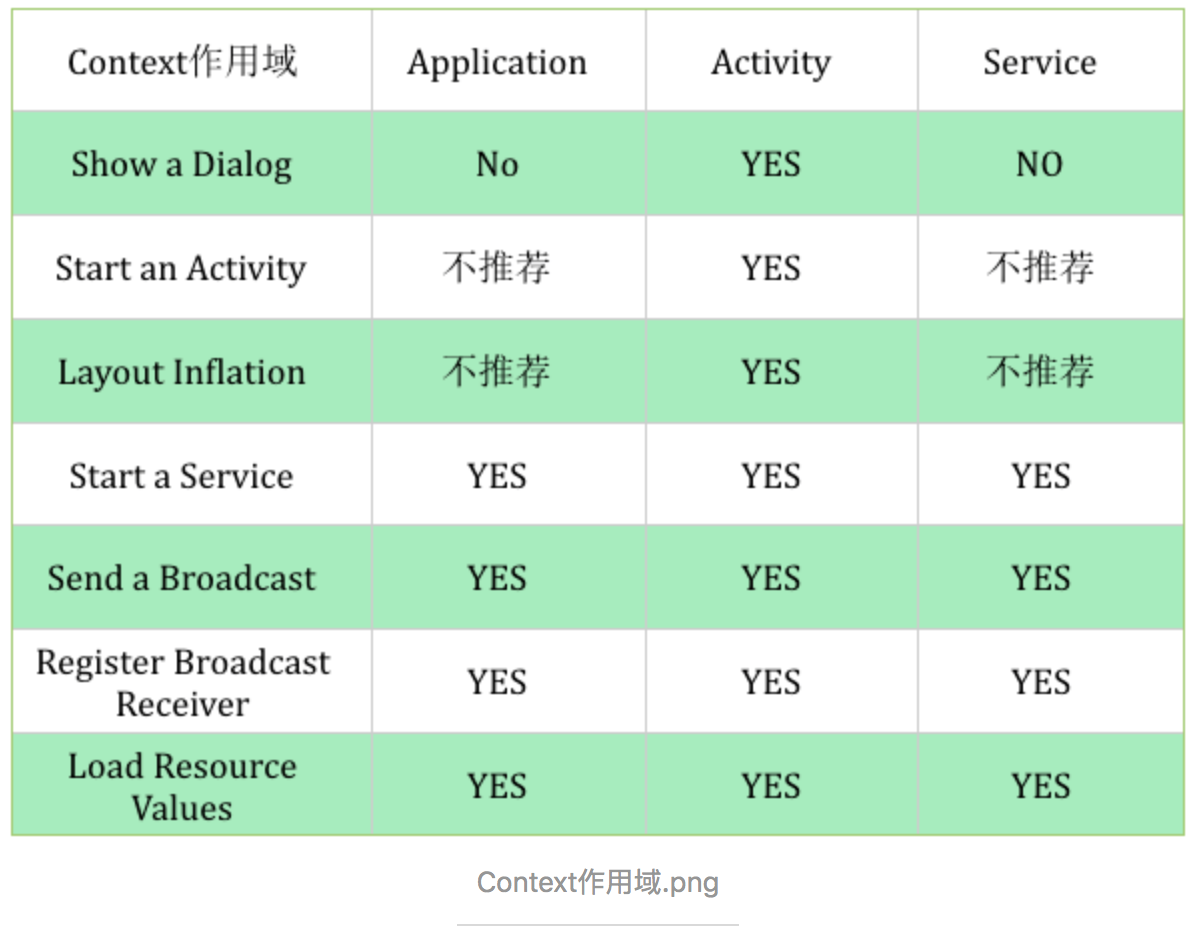 Context作用域 Application Activity Service
Show a Dialog No YES NO
Start an Activity 不推荐 YES 不推荐
Layout Inflation 不推荐 YES 不推荐
Start a Service YES YES YES
Send a Broadcast YES YES YES
Register Broadcast
Receiver YES YES YES
Load Resource
Values YES YES YES
Context作用域.png